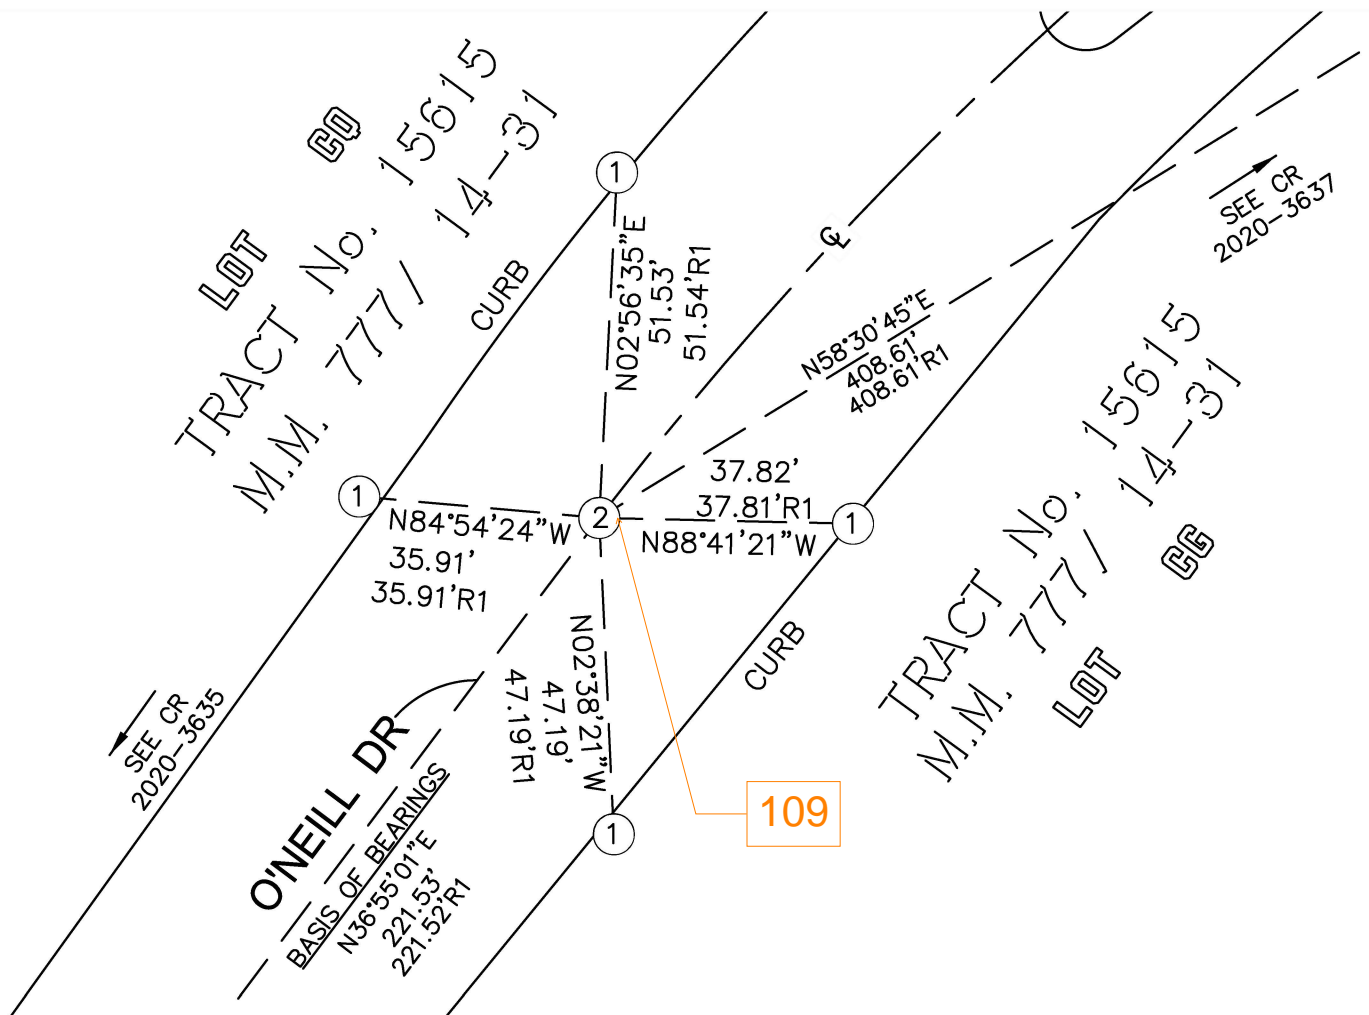 LOT CQ
TRACT No. 15615
M.M. 777/ 14-31
CURB
1
N02°56'35"E
51.53'
51.54'R1
℄
SEE CR
2020-3637
N58°30'45"E
408.61'
408.61'R1
1
N84°54'24"W
35.91'
35.91'R1
2
37.82'
37.81'R1
N88°41'21"W
1
N02°38'21"W
47.19'
47.19'R1
1
CURB
109
SEE CR
2020-3635
O'NEILL DR
BASIS OF BEARINGS
N36°55'01"E
221.53'
221.52'R1
TRACT No. 15615
M.M. 777/ 14-31
LOT CG